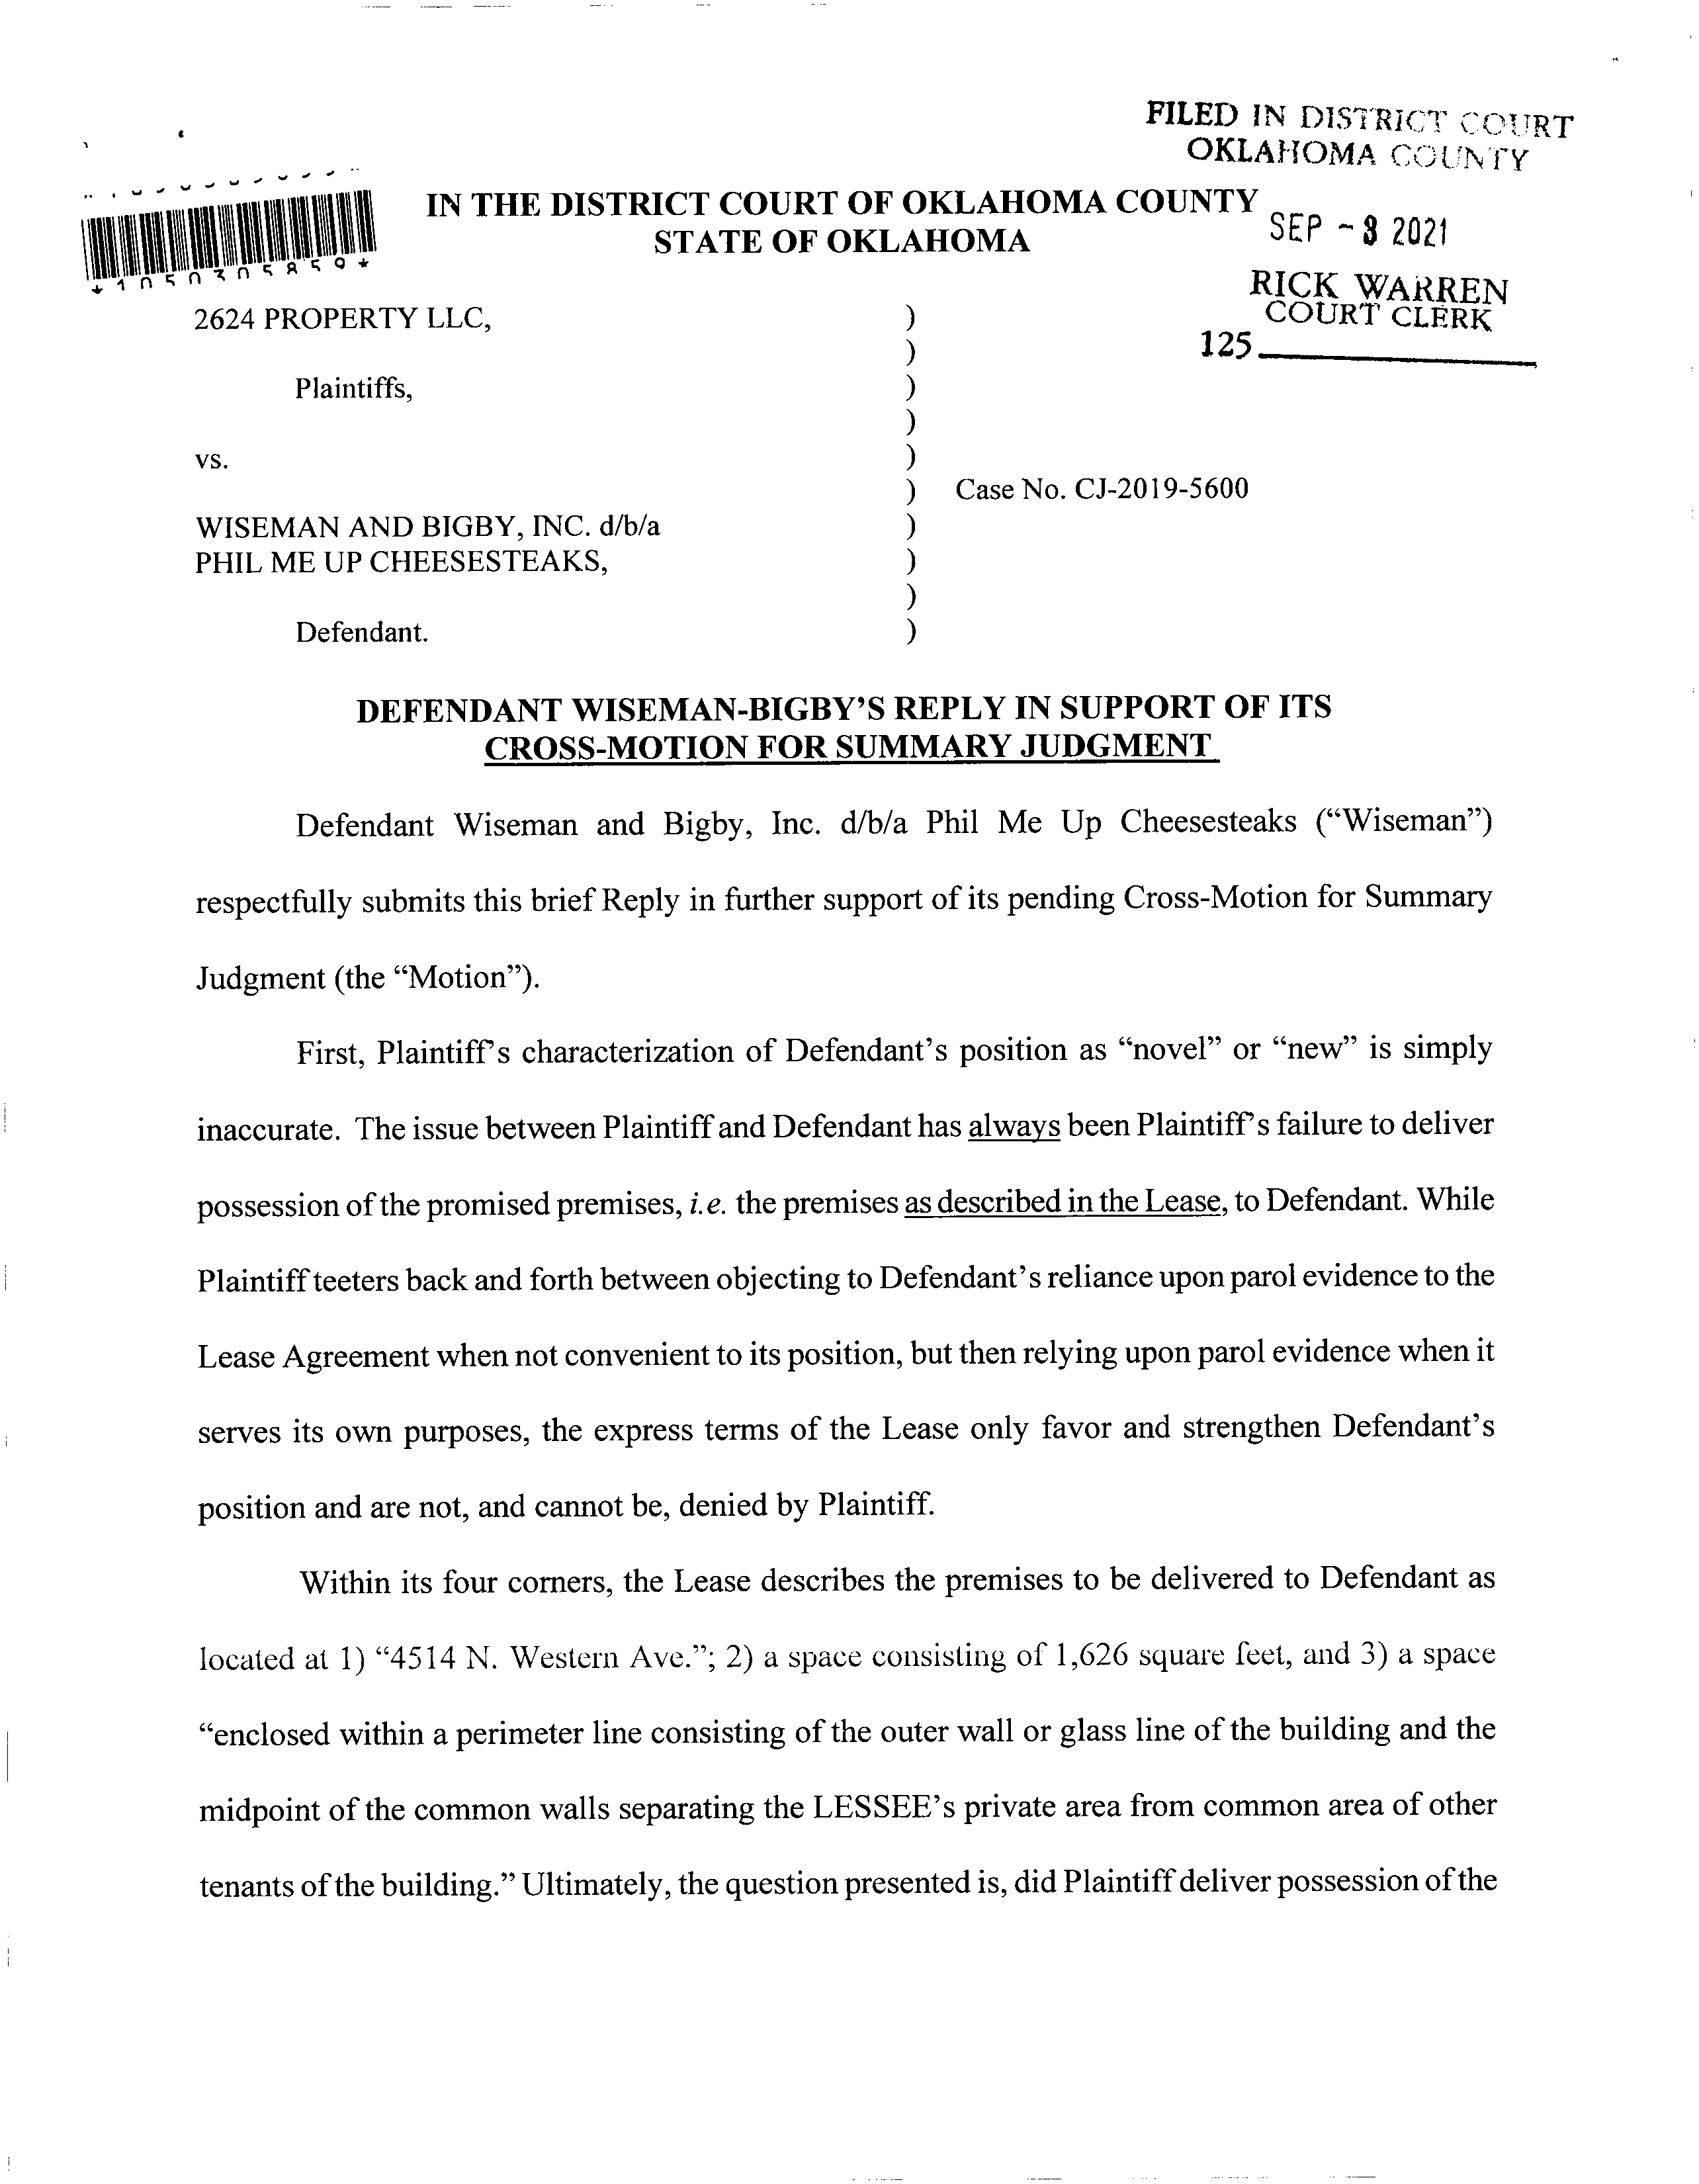 FILED IN DISTRICT COURT
OKLAHOMA COUNTY
IN THE DISTRICT COURT OF OKLAHOMA COUNTY
STATE OF OKLAHOMA
SEP - 3 2021
*1050305859*
RICK WARREN
COURT CLERK
125
2624 PROPERTY LLC, )
)
Plaintiffs, )
)
vs. )
) Case No. CJ-2019-5600
WISEMAN AND BIGBY, INC. d/b/a )
PHIL ME UP CHEESESTEAKS, )
)
Defendant. )
DEFENDANT WISEMAN-BIGBY’S REPLY IN SUPPORT OF ITS
CROSS-MOTION FOR SUMMARY JUDGMENT
Defendant Wiseman and Bigby, Inc. d/b/a Phil Me Up Cheesesteaks (“Wiseman”)
respectfully submits this brief Reply in further support of its pending Cross-Motion for Summary
Judgment (the “Motion”).
First, Plaintiff’s characterization of Defendant’s position as “novel” or “new” is simply
inaccurate. The issue between Plaintiff and Defendant has always been Plaintiff’s failure to deliver
possession of the promised premises, i.e. the premises as described in the Lease, to Defendant. While
Plaintiff teeters back and forth between objecting to Defendant’s reliance upon parol evidence to the
Lease Agreement when not convenient to its position, but then relying upon parol evidence when it
serves its own purposes, the express terms of the Lease only favor and strengthen Defendant’s
position and are not, and cannot be, denied by Plaintiff.
Within its four corners, the Lease describes the premises to be delivered to Defendant as
located at 1) “4514 N. Western Ave.”; 2) a space consisting of 1,626 square feet, and 3) a space
“enclosed within a perimeter line consisting of the outer wall or glass line of the building and the
midpoint of the common walls separating the LESSEE’s private area from common area of other
tenants of the building.” Ultimately, the question presented is, did Plaintiff deliver possession of the